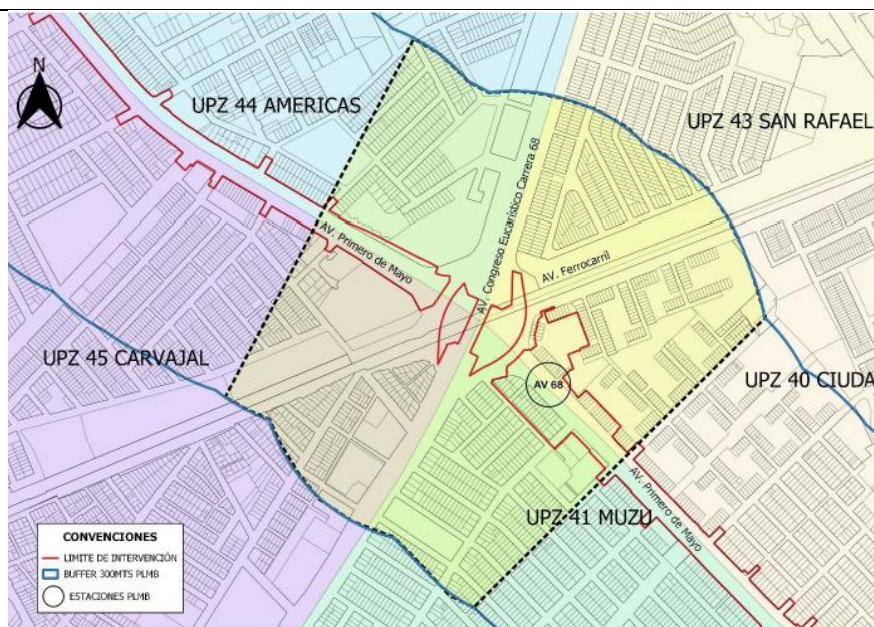 N
UPZ 44 AMERICAS
UPZ 43 SAN RAFAEL
AV. Congreso Eucarístico Carrera 68
AV. Primero de Mayo
AV. Ferrocarril
UPZ 45 CARVAJAL
AV 68
UPZ 40 CIUDA
AV. Primero de Mayo
UPZ 41 MUZU
CONVENCIONES
LIMITE DE INTERVENCIÓN
BUFFER 300MTS PLMB
ESTACIONES PLMB